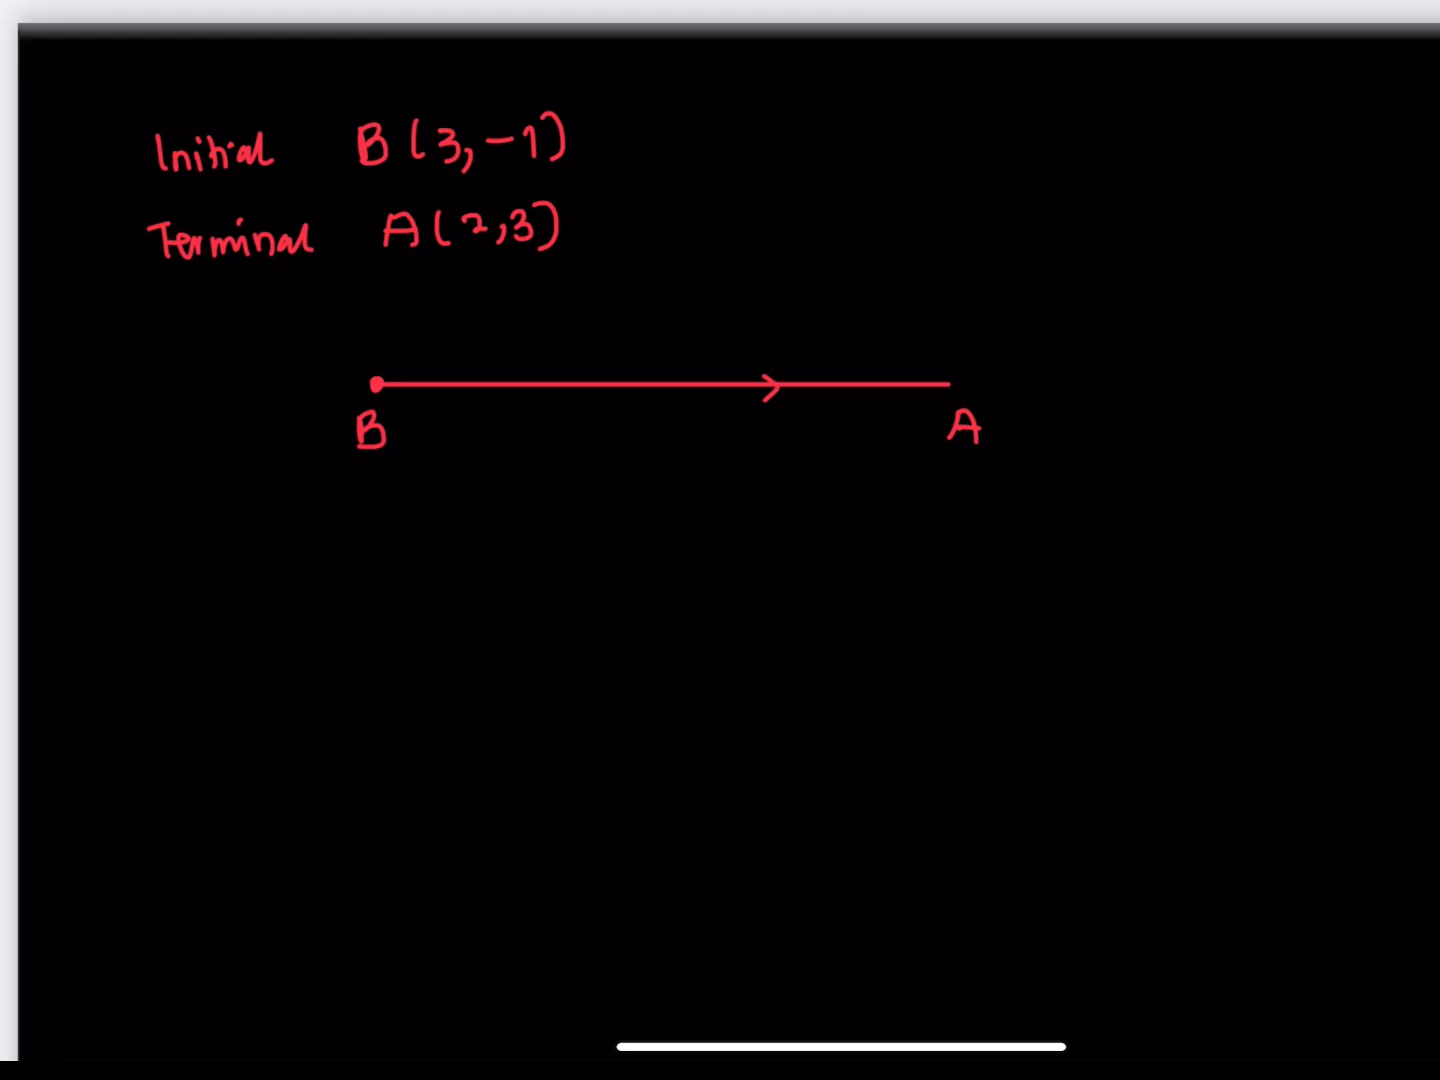 Initial B(3,-1)
Terminal A(2,3)
B A